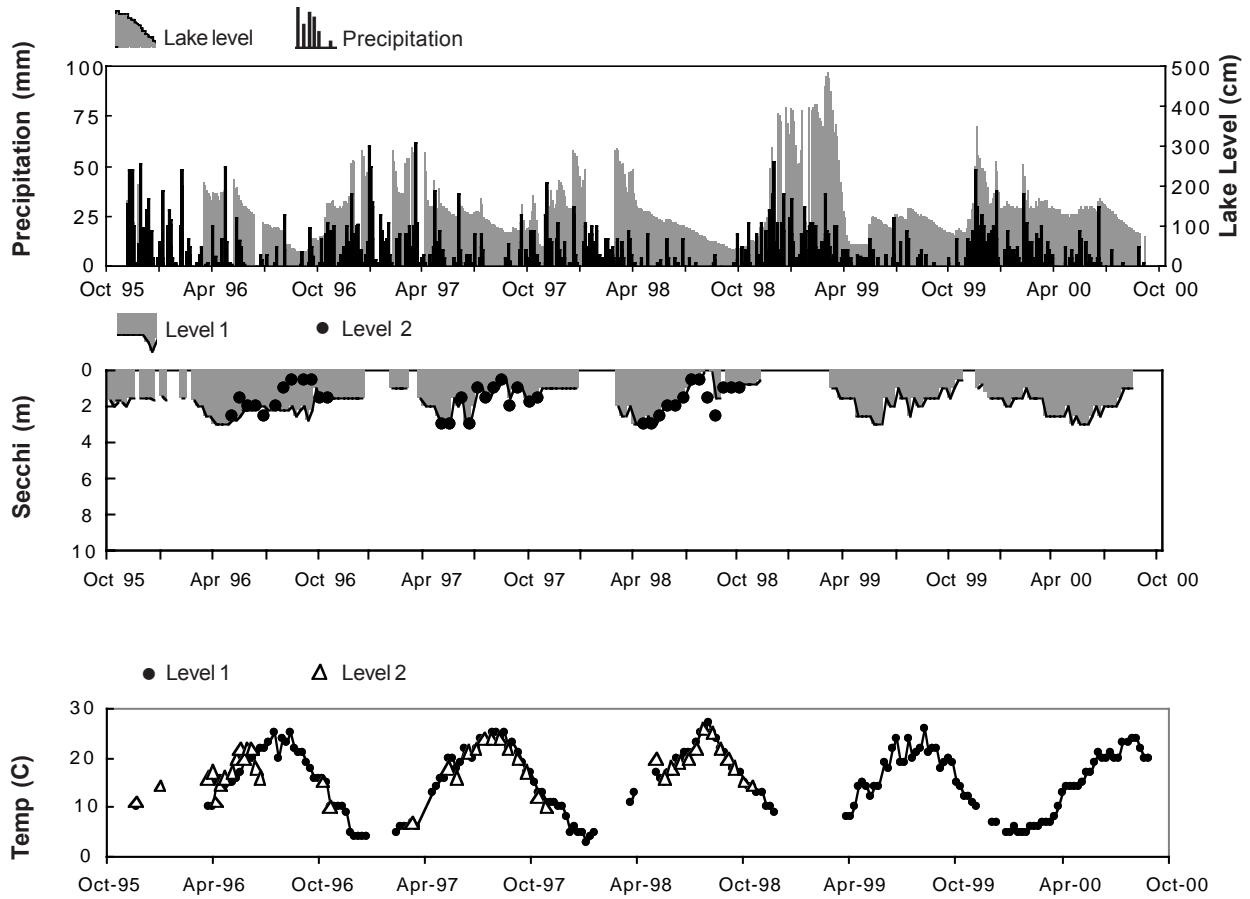 Lake level Precipitation
Precipitation (mm)
100
75
50
25
0
500
400
300
200
100
0
Lake Level (cm)
Oct 95 Apr 96 Oct 96 Apr 97 Oct 97 Apr 98 Oct 98 Apr 99 Oct 99 Apr 00 Oct 00
Level 1 Level 2
Secchi (m)
0
2
4
6
8
10
Oct 95 Apr 96 Oct 96 Apr 97 Oct 97 Apr 98 Oct 98 Apr 99 Oct 99 Apr 00 Oct 00
Level 1 Level 2
Temp (C)
30
20
10
0
Oct-95 Apr-96 Oct-96 Apr-97 Oct-97 Apr-98 Oct-98 Apr-99 Oct-99 Apr-00 Oct-00